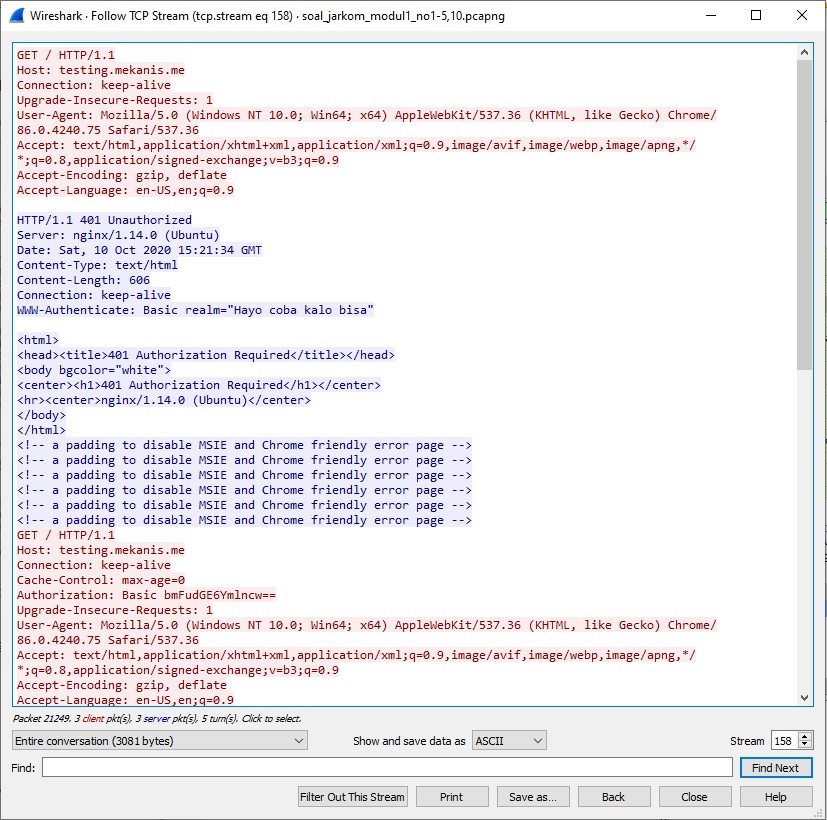 Wireshark · Follow TCP Stream (tcp.stream eq 158) · soal_jarkom_modul1_no1-5,10.pcapng
GET / HTTP/1.1
Host: testing.mekanis.me
Connection: keep-alive
Upgrade-Insecure-Requests: 1
User-Agent: Mozilla/5.0 (Windows NT 10.0; Win64; x64) AppleWebKit/537.36 (KHTML, like Gecko) Chrome/
86.0.4240.75 Safari/537.36
Accept: text/html,application/xhtml+xml,application/xml;q=0.9,image/avif,image/webp,image/apng,*/
*;q=0.8,application/signed-exchange;v=b3;q=0.9
Accept-Encoding: gzip, deflate
Accept-Language: en-US,en;q=0.9
HTTP/1.1 401 Unauthorized
Server: nginx/1.14.0 (Ubuntu)
Date: Sat, 10 Oct 2020 15:21:34 GMT
Content-Type: text/html
Content-Length: 606
Connection: keep-alive
WWW-Authenticate: Basic realm="Hayo coba kalo bisa"
<html>
<head><title>401 Authorization Required</title></head>
<body bgcolor="white">
<center><h1>401 Authorization Required</h1></center>
<hr><center>nginx/1.14.0 (Ubuntu)</center>
</body>
</html>
<!-- a padding to disable MSIE and Chrome friendly error page -->
<!-- a padding to disable MSIE and Chrome friendly error page -->
<!-- a padding to disable MSIE and Chrome friendly error page -->
<!-- a padding to disable MSIE and Chrome friendly error page -->
<!-- a padding to disable MSIE and Chrome friendly error page -->
<!-- a padding to disable MSIE and Chrome friendly error page -->
GET / HTTP/1.1
Host: testing.mekanis.me
Connection: keep-alive
Cache-Control: max-age=0
Authorization: Basic bmFudGE6Ymlncw==
Upgrade-Insecure-Requests: 1
User-Agent: Mozilla/5.0 (Windows NT 10.0; Win64; x64) AppleWebKit/537.36 (KHTML, like Gecko) Chrome/
86.0.4240.75 Safari/537.36
Accept: text/html,application/xhtml+xml,application/xml;q=0.9,image/avif,image/webp,image/apng,*/
*;q=0.8,application/signed-exchange;v=b3;q=0.9
Accept-Encoding: gzip, deflate
Accept-Language: en-US,en;q=0.9
Packet 21249. 3 client pkt(s), 3 server pkt(s), 5 turn(s). Click to select.
Entire conversation (3081 bytes) Show and save data as ASCII Stream 158
Find: Find Next
Filter Out This Stream Print Save as... Back Close Help